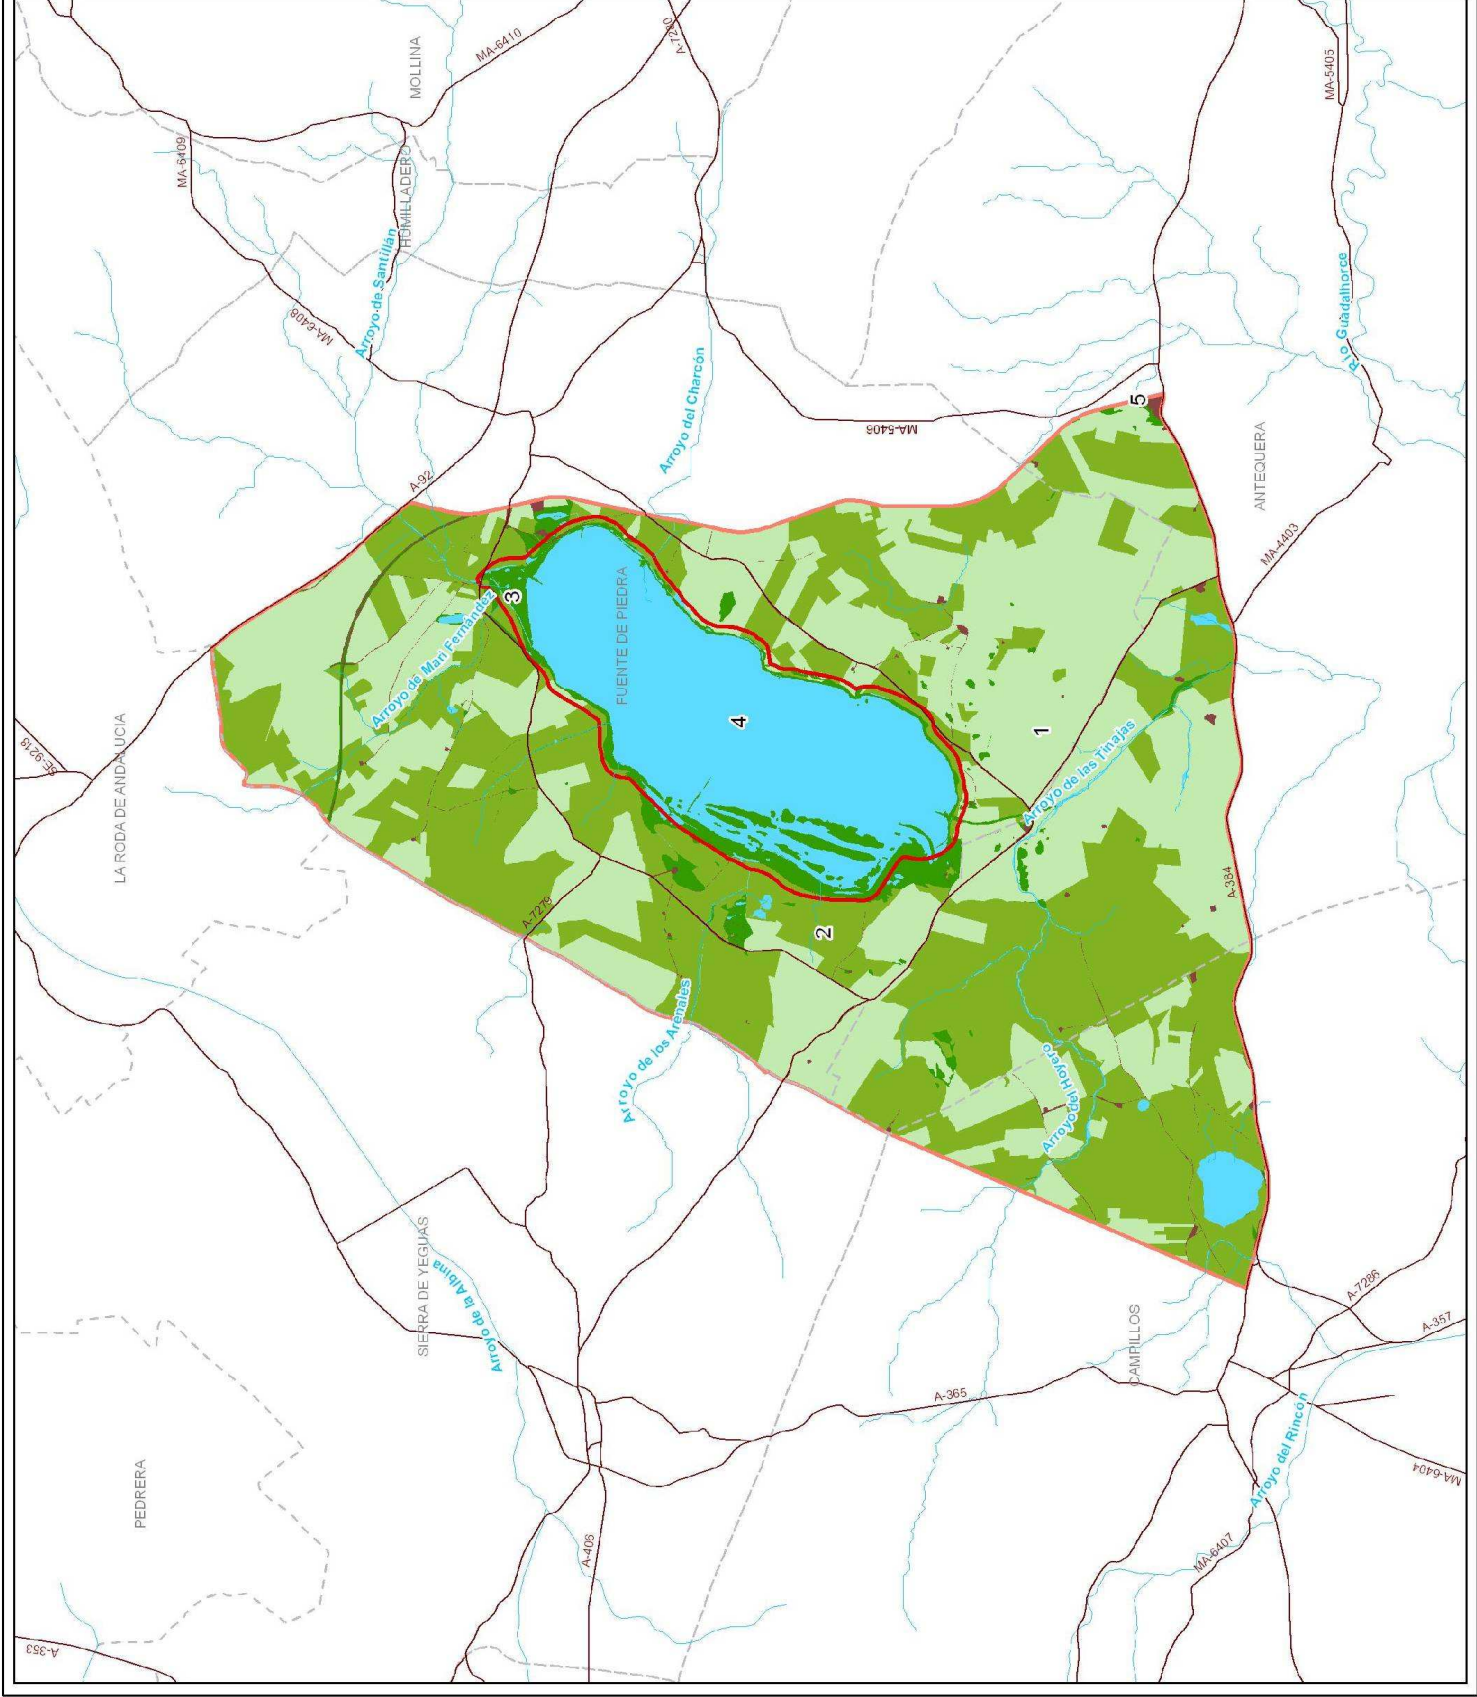 MOLLINA
MA-6410
A-7280
MA-5405
MA-6409
HUMILLADERO
Arroyo de Santillán
MA-6408
Río Guadalhorce
Arroyo del Charcón
MA-5406
5
ANTEQUERA
A-92
MA-4403
3
FUENTE DE PIEDRA
Arroyo de Mari Fernández
4
1
Arroyo de las Tinajas
SE-9218
LA RODA DE ANDALUCIA
A-384
A-7279
2
Arroyo de los Arenales
Arroyo del Hoyero
SIERRA DE YEGUAS
Arroyo de la Albina
CAMPILLOS
A-7286
A-357
A-365
Arroyo del Rincón
MA-6404
PEDRERA
A-406
MA-6407
A-353